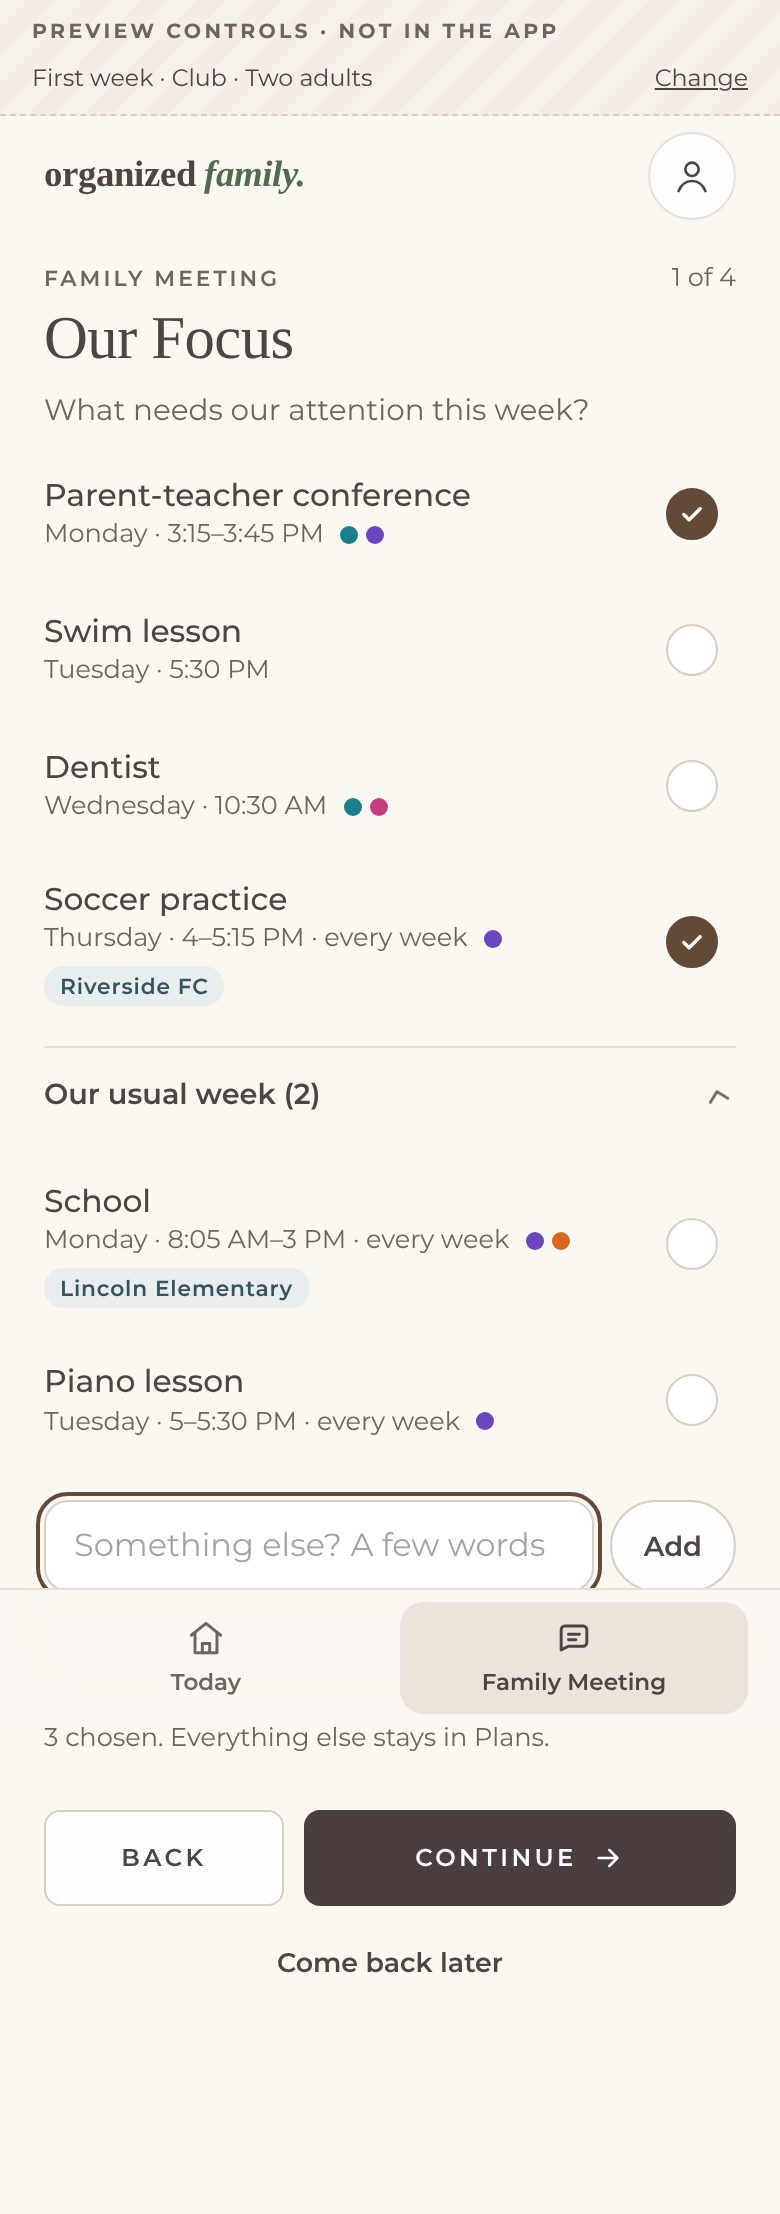 PREVIEW CONTROLS · NOT IN THE APP
First week · Club · Two adults
Change
organized family.
FAMILY MEETING
1 of 4
Our Focus
What needs our attention this week?
Parent-teacher conference
Monday · 3:15–3:45 PM
Swim lesson
Tuesday · 5:30 PM
Dentist
Wednesday · 10:30 AM
Soccer practice
Thursday · 4–5:15 PM · every week
Riverside FC
Our usual week (2)
School
Monday · 8:05 AM–3 PM · every week
Lincoln Elementary
Piano lesson
Tuesday · 5–5:30 PM · every week
Something else? A few words
Add
Today
Family Meeting
3 chosen. Everything else stays in Plans.
BACK
CONTINUE →
Come back later